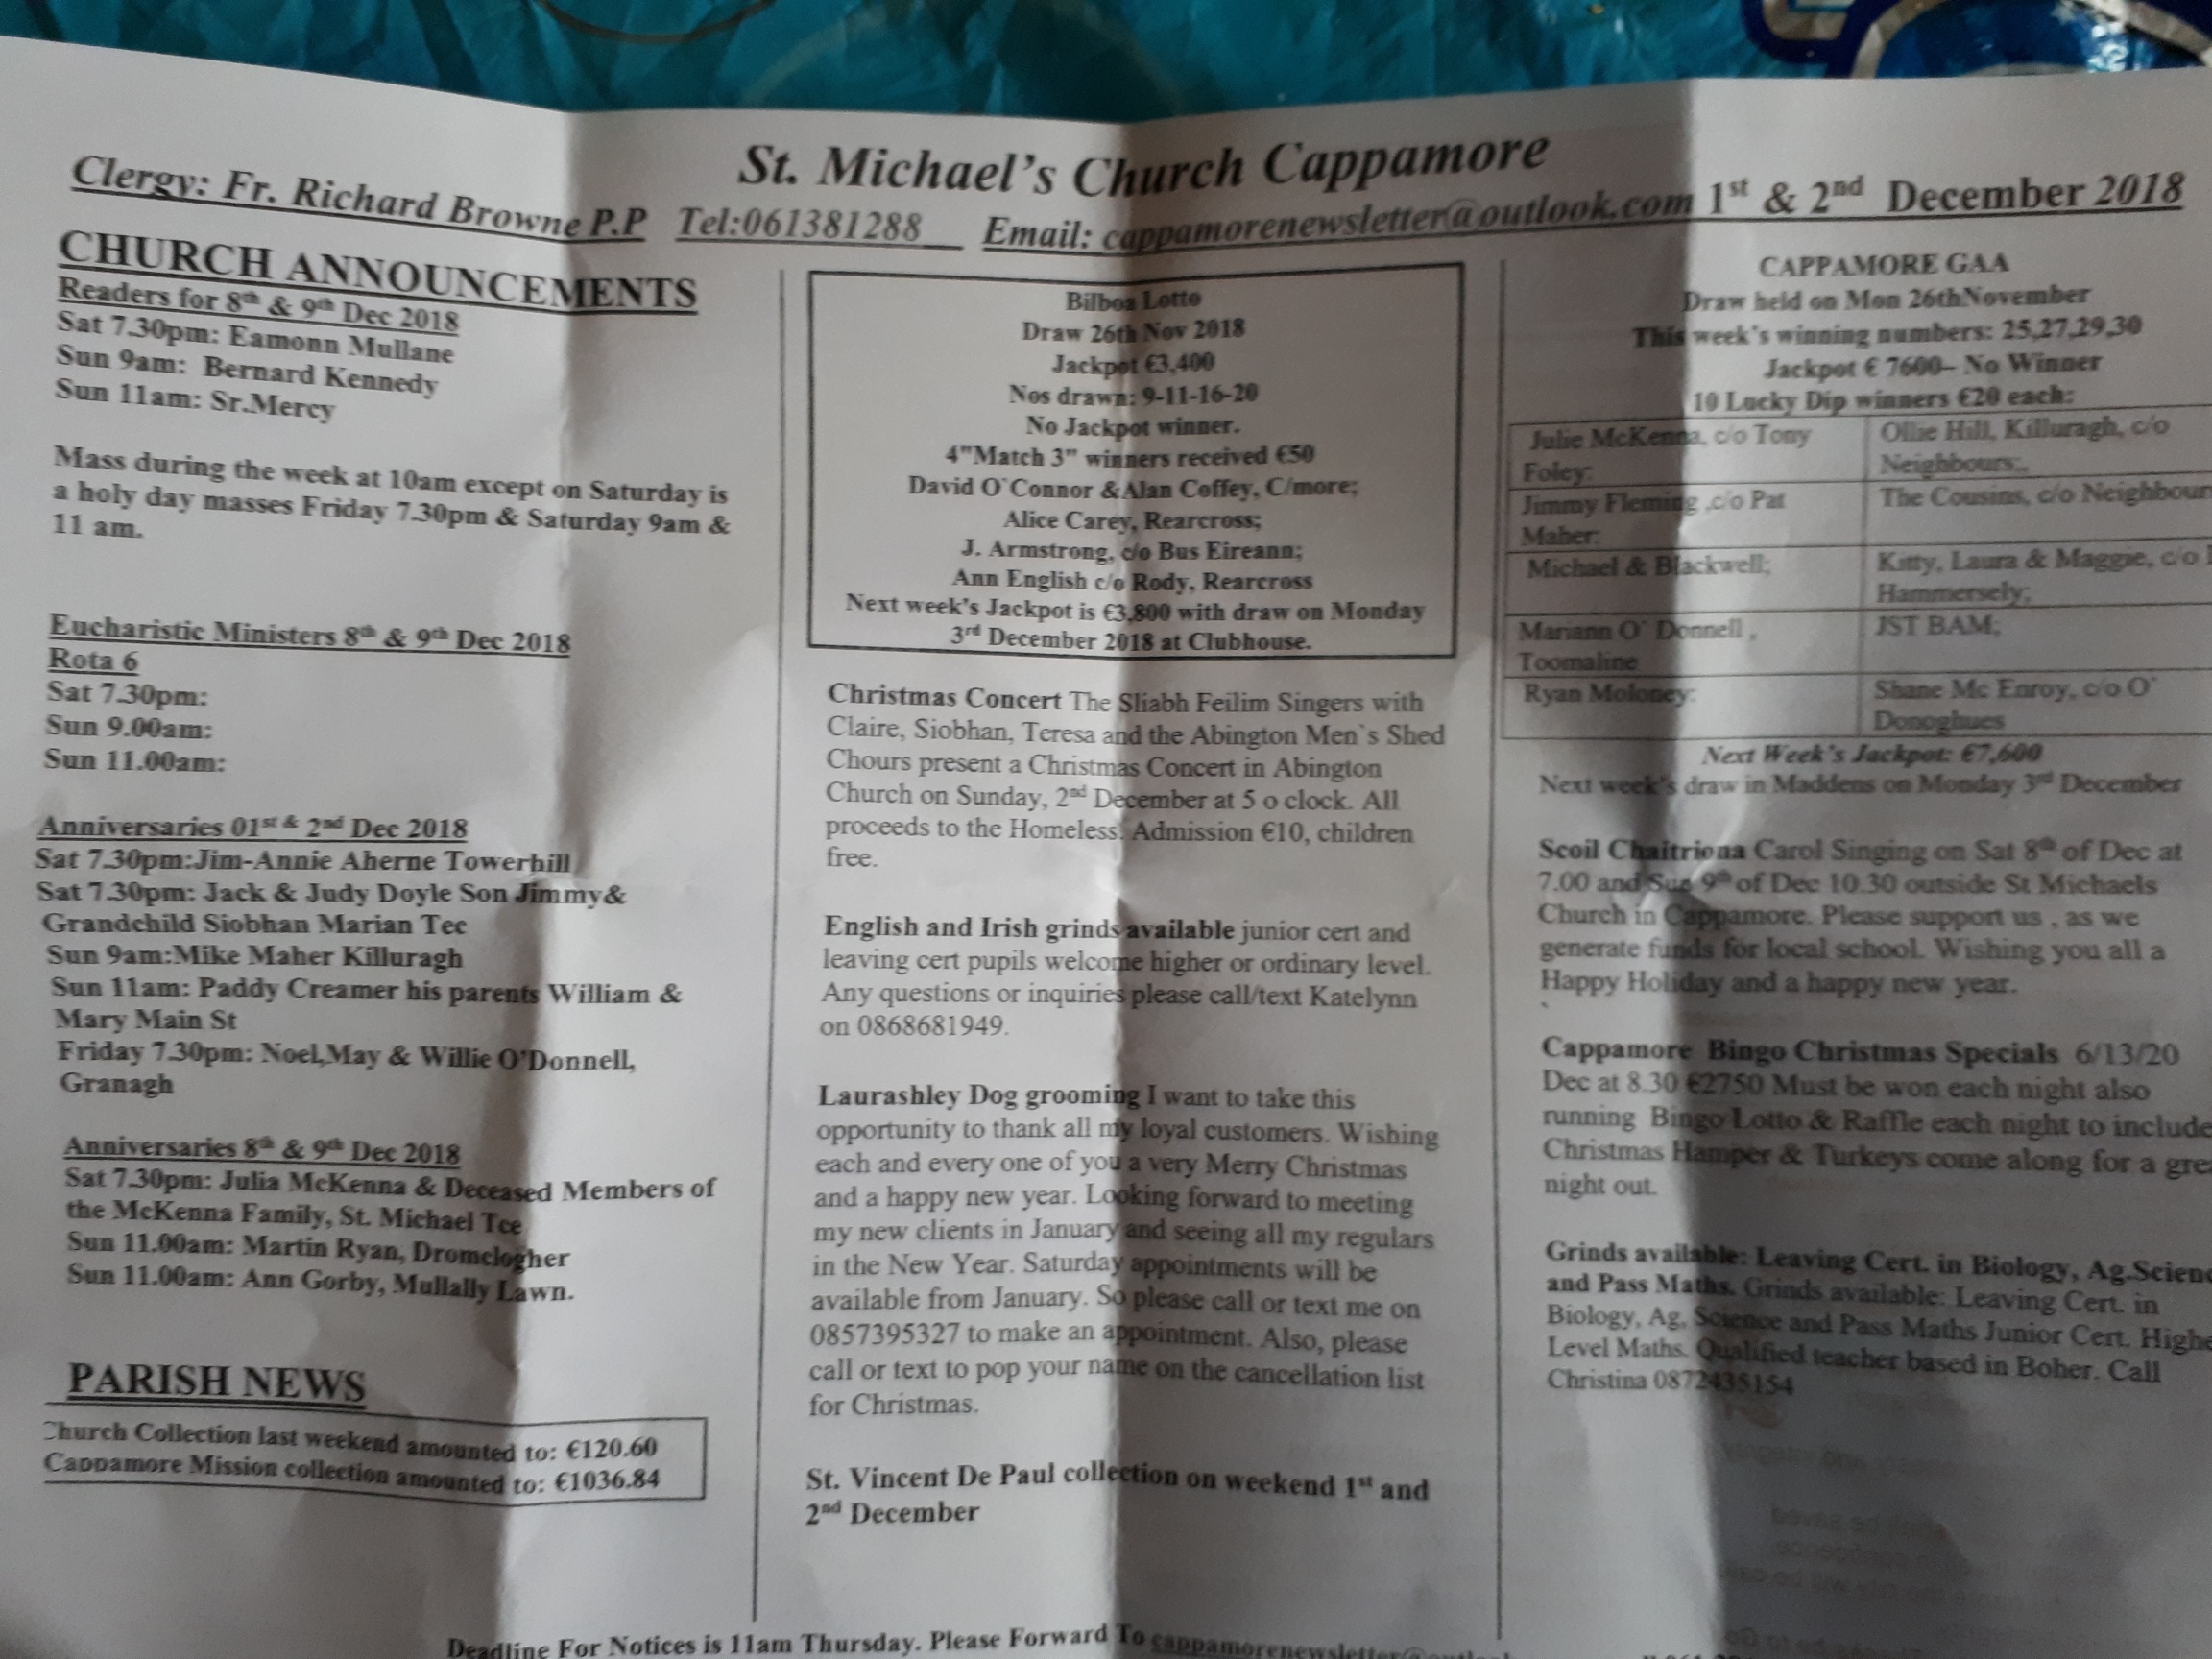 St. Michael's Church Cappamore
Clergy: Fr. Richard Browne P.P Tel:061381288 Email: cappamorenewsletter@outlook.com 1st & 2nd December 2018
CHURCH ANNOUNCEMENTS
Readers for 8th & 9th Dec 2018
Sat 7.30pm: Eamonn Mullane
Sun 9am: Bernard Kennedy
Sun 11am: Sr.Mercy
Mass during the week at 10am except on Saturday is
a holy day masses Friday 7.30pm & Saturday 9am &
11 am.
Eucharistic Ministers 8th & 9th Dec 2018
Rota 6
Sat 7.30pm:
Sun 9.00am:
Sun 11.00am:
Anniversaries 01st & 2nd Dec 2018
Sat 7.30pm:Jim-Annie Aherne Towerhill
Sat 7.30pm: Jack & Judy Doyle Son Jimmy&
Grandchild Siobhan Marian Tec
Sun 9am:Mike Maher Killuragh
Sun 11am: Paddy Creamer his parents William &
Mary Main St
Friday 7.30pm: Noel,May & Willie O'Donnell,
Granagh
Anniversaries 8th & 9th Dec 2018
Sat 7.30pm: Julia McKenna & Deceased Members of
the McKenna Family, St. Michael Tce
Sun 11.00am: Martin Ryan, Dromclogher
Sun 11.00am: Ann Gorby, Mullally Lawn.
PARISH NEWS
Church Collection last weekend amounted to: €120.60
Cappamore Mission collection amounted to: €1036.84
Bilboa Lotto
Draw 26th Nov 2018
Jackpot €3,400
Nos drawn: 9-11-16-20
No Jackpot winner.
4"Match 3" winners received €50
David O`Connor &Alan Coffey, C/more;
Alice Carey, Rearcross;
J. Armstrong, c/o Bus Eireann;
Ann English c/o Rody, Rearcross
Next week's Jackpot is €3,800 with draw on Monday
3rd December 2018 at Clubhouse.
Christmas Concert The Sliabh Feilim Singers with
Claire, Siobhan, Teresa and the Abington Men`s Shed
Chours present a Christmas Concert in Abington
Church on Sunday, 2nd December at 5 o clock. All
proceeds to the Homeless. Admission €10, children
free.
English and Irish grinds available junior cert and
leaving cert pupils welcome higher or ordinary level.
Any questions or inquiries please call/text Katelynn
on 0868681949.
Laurashley Dog grooming I want to take this
opportunity to thank all my loyal customers. Wishing
each and every one of you a very Merry Christmas
and a happy new year. Looking forward to meeting
my new clients in January and seeing all my regulars
in the New Year. Saturday appointments will be
available from January. So please call or text me on
0857395327 to make an appointment. Also, please
call or text to pop your name on the cancellation list
for Christmas.
St. Vincent De Paul collection on weekend 1st and
2nd December
CAPPAMORE GAA
Draw held on Mon 26thNovember
This week's winning numbers: 25,27,29,30
Jackpot € 7600– No Winner
10 Lucky Dip winners €20 each:
Julie McKenna, c/o Tony
Foley:
Ollie Hill, Killuragh, c/o
Neighbours:,
Jimmy Fleming ,c/o Pat
Maher:
The Cousins, c/o Neighbour
Michael & Blackwell;
Kitty, Laura & Maggie, c/o
Hammersely;
Mariann O` Donnell ,
Toomaline
JST BAM;
Ryan Moloney:
Shane Mc Enroy, c/o O`
Donoghues
Next Week's Jackpot: €7,600
Next week's draw in Maddens on Monday 3rd December
Scoil Chaitriona Carol Singing on Sat 8th of Dec at
7.00 and Sun 9th of Dec 10.30 outside St Michaels
Church in Cappamore. Please support us , as we
generate funds for local school. Wishing you all a
Happy Holiday and a happy new year.
`
Cappamore Bingo Christmas Specials 6/13/20
Dec at 8.30 €2750 Must be won each night also
running Bingo Lotto & Raffle each night to include
Christmas Hamper & Turkeys come along for a gre
night out.
Grinds available: Leaving Cert. in Biology, Ag.Scienc
and Pass Maths. Grinds available: Leaving Cert. in
Biology, Ag, Science and Pass Maths Junior Cert. Highe
Level Maths. Qualified teacher based in Boher. Call
Christina 0872435154
Deadline For Notices is 11am Thursday. Please Forward To cappamorenewsletter@outlook